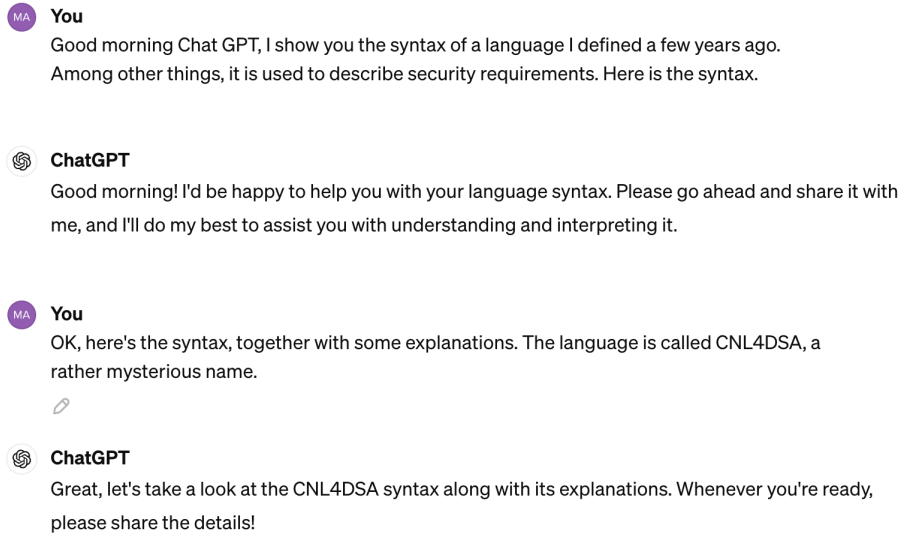 MA You
Good morning Chat GPT, I show you the syntax of a language I defined a few years ago.
Among other things, it is used to describe security requirements. Here is the syntax.
ChatGPT
Good morning! I'd be happy to help you with your language syntax. Please go ahead and share it with
me, and I'll do my best to assist you with understanding and interpreting it.
MA You
OK, here's the syntax, together with some explanations. The language is called CNL4DSA, a
rather mysterious name.
ChatGPT
Great, let's take a look at the CNL4DSA syntax along with its explanations. Whenever you're ready,
please share the details!